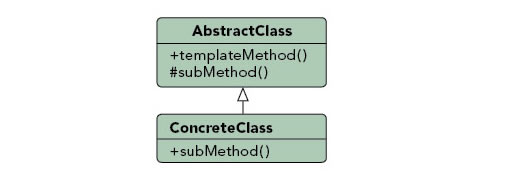 AbstractClass
+templateMethod()
#subMethod()
ConcreteClass
+subMethod()